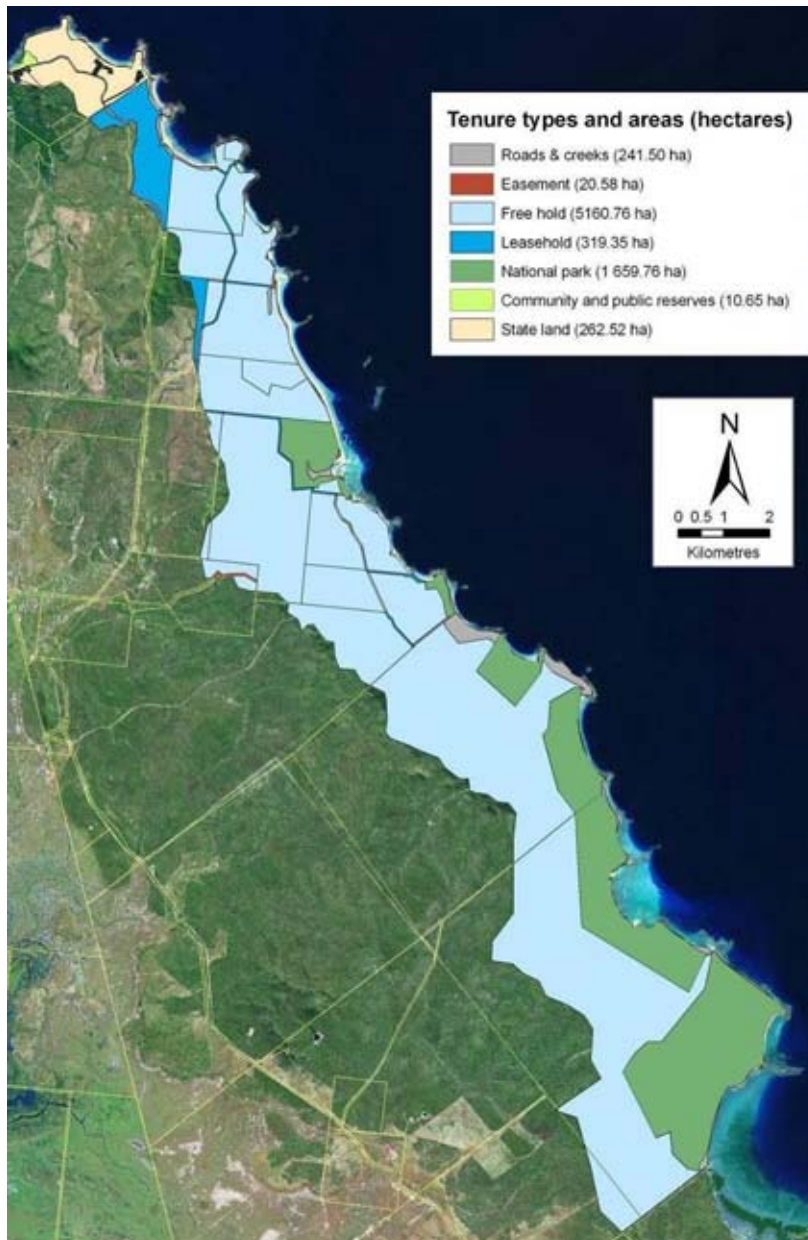 Tenure types and areas (hectares)
Roads & creeks (241.50 ha)
Easement (20.58 ha)
Free hold (5160.76 ha)
Leasehold (319.35 ha)
National park (1 659.76 ha)
Community and public reserves (10.65 ha)
State land (262.52 ha)
N
0 0.5 1 2
Kilometres